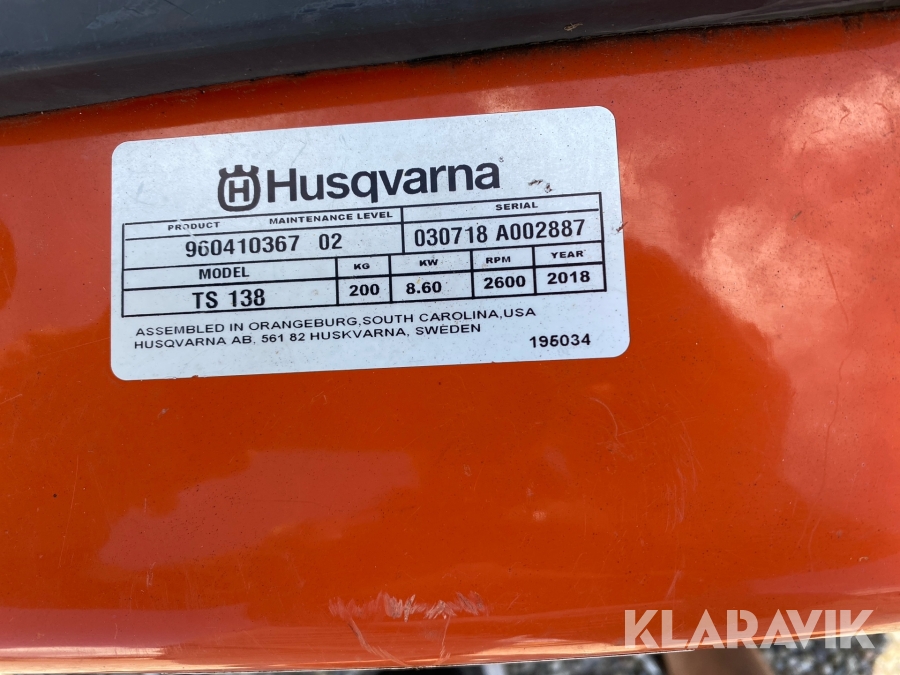 Husqvarna
PRODUCT MAINTENANCE LEVEL SERIAL
960410367 02 030718 A002887
MODEL KG KW RPM YEAR
TS 138 200 8.60 2600 2018
ASSEMBLED IN ORANGEBURG,SOUTH CAROLINA,USA
HUSQVARNA AB, 561 82 HUSKVARNA, SWEDEN
195034
KLARAVIK